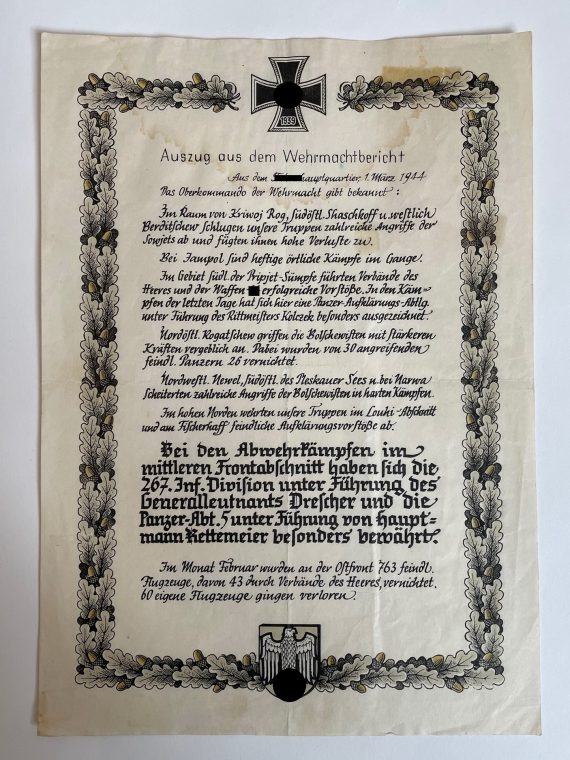 1939
Auszug aus dem Wehrmachtbericht
Aus dem hauptquartier, 1. März 1944
Das Oberkommando der Wehrmacht gibt bekannt:
Im Raum von Kriwoj Rog, südöstl. Shaschkoff u. westlich
Berditschew schlugen unsere Truppen zahlreiche Angriffe der
Sowjets ab und fügten ihnen hohe Verluste zu.
Bei Jampol sind heftige örtliche Kämpfe im Gange.
Im Gebiet südl. der Pripjet-Sümpfe führten Verbände des
Heeres und der Waffen erfolgreiche Vorstöße. In den Käm-
pfen der letzten Tage hat sich hier eine Panzer-Aufklärungs-Abtlg.
unter Führung des Rittmeisters Kolczek besonders ausgezeichnet.
Nordöstl. Rogatschew griffen die Bolschewisten mit stärkeren
Kräften vergeblich an. Dabei wurden von 30 angreifenden
feindl. Panzern 26 vernichtet.
Nordwestl. Newel, südöstl. des Pleskauer Sees u. bei Narwa
scheiterten zahlreiche Angriffe der Bolschewisten in harten Kämpfen.
Im hohen Norden wehrten unsere Truppen im Louhi-Abschnitt
und am Fischerhaff feindliche Aufklärungsvorstöße ab.
Bei den Abwehrkämpfen im
mittleren Frontabschnitt haben sich die
267. Inf. Division unter Führung des
Generalleutnants Drescher und die
Panzer-Abt. 5 unter Führung von Haupt=
mann Rettemeier besonders bewährt.
Im Monat Februar wurden an der Ostfront 763 feindl.
Flugzeuge, davon 43 durch Verbände des Heeres, vernichtet.
60 eigene Flugzeuge gingen verloren.